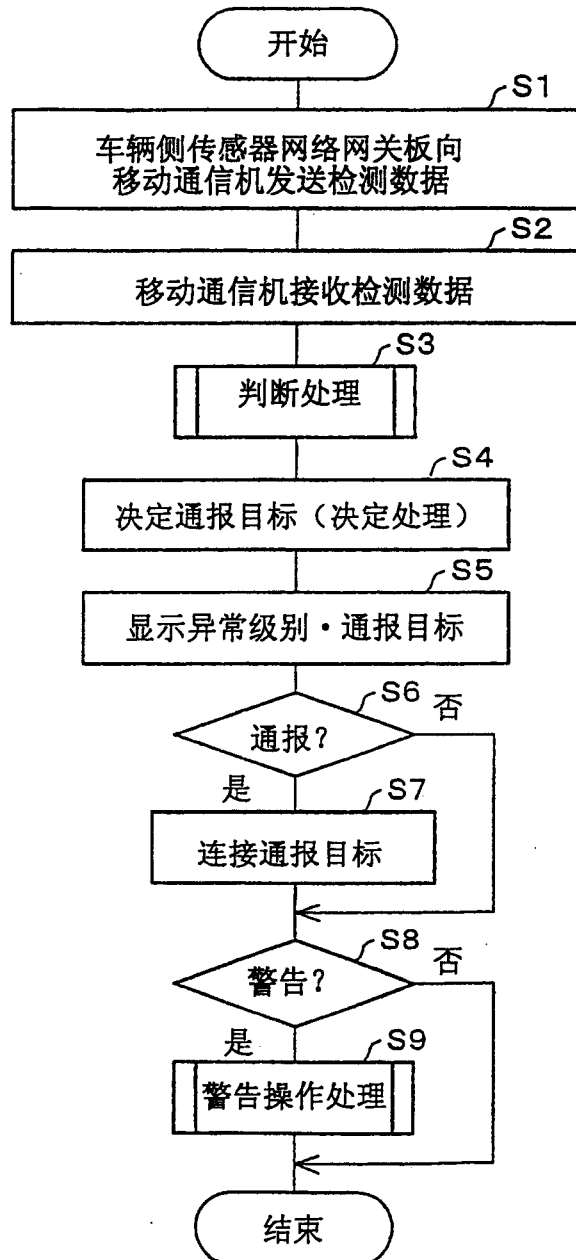 开始
S1
车辆侧传感器网络网关板向
移动通信机发送检测数据
S2
移动通信机接收检测数据
S3
判断处理
S4
决定通报目标（决定处理）
S5
显示异常级别·通报目标
S6
通报?
否
是
S7
连接通报目标
S8
警告?
否
是
S9
警告操作处理
结束